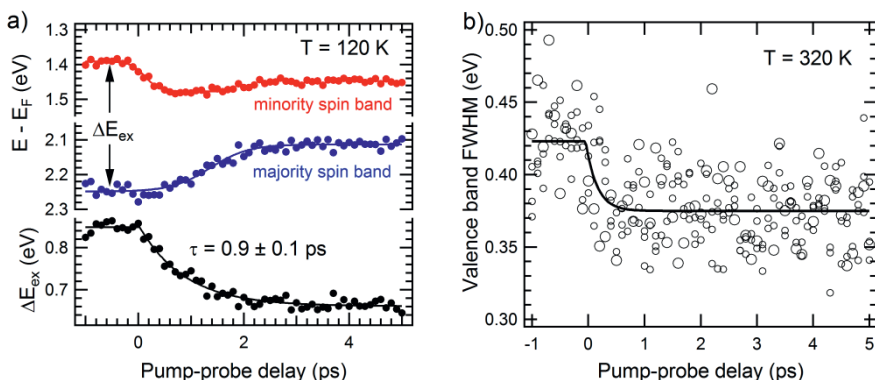 a)
1.3
1.4
1.5
2.1
2.2
2.3
0.8
0.7
E - E_F (eV)
ΔE_ex (eV)
T = 120 K
minority spin band
ΔE_ex
majority spin band
τ = 0.9 ± 0.1 ps
0 2 4
Pump-probe delay (ps)
b)
0.50
0.45
0.40
0.35
0.30
Valence band FWHM (eV)
T = 320 K
-1 0 1 2 3 4 5
Pump-probe delay (ps)